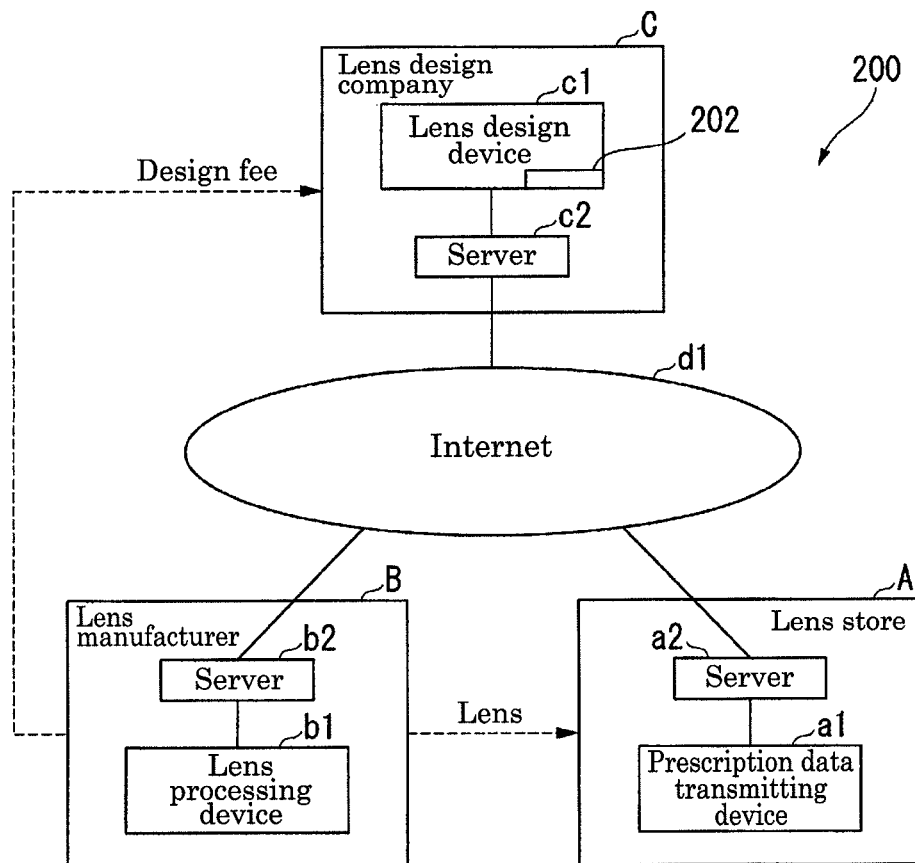 C
Lens design
company
c1
200
Lens design
device
202
Design fee
c2
Server
d1
Internet
B
A
Lens
manufacturer
b2
Server
Lens store
a2
Server
Lens
b1
Lens
processing
device
a1
Prescription data
transmitting
device